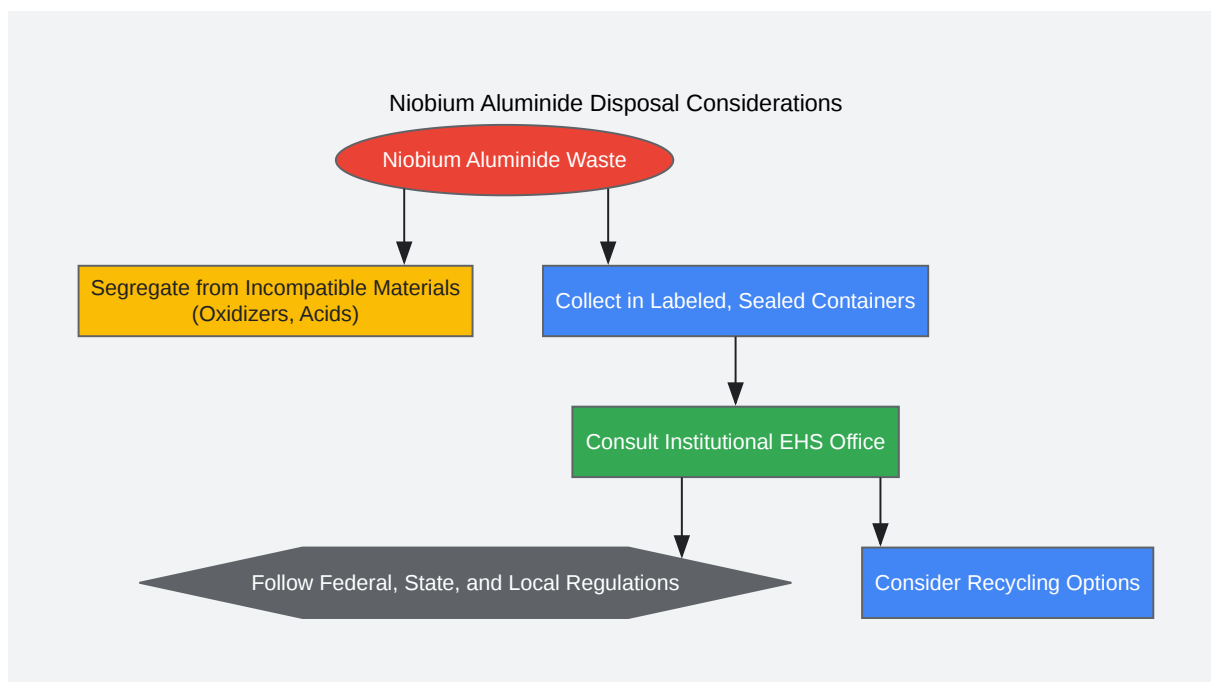 Niobium Aluminide Disposal Considerations
Niobium Aluminide Waste
Segregate from Incompatible Materials
(Oxidizers, Acids)
Collect in Labeled, Sealed Containers
Consult Institutional EHS Office
Follow Federal, State, and Local Regulations
Consider Recycling Options